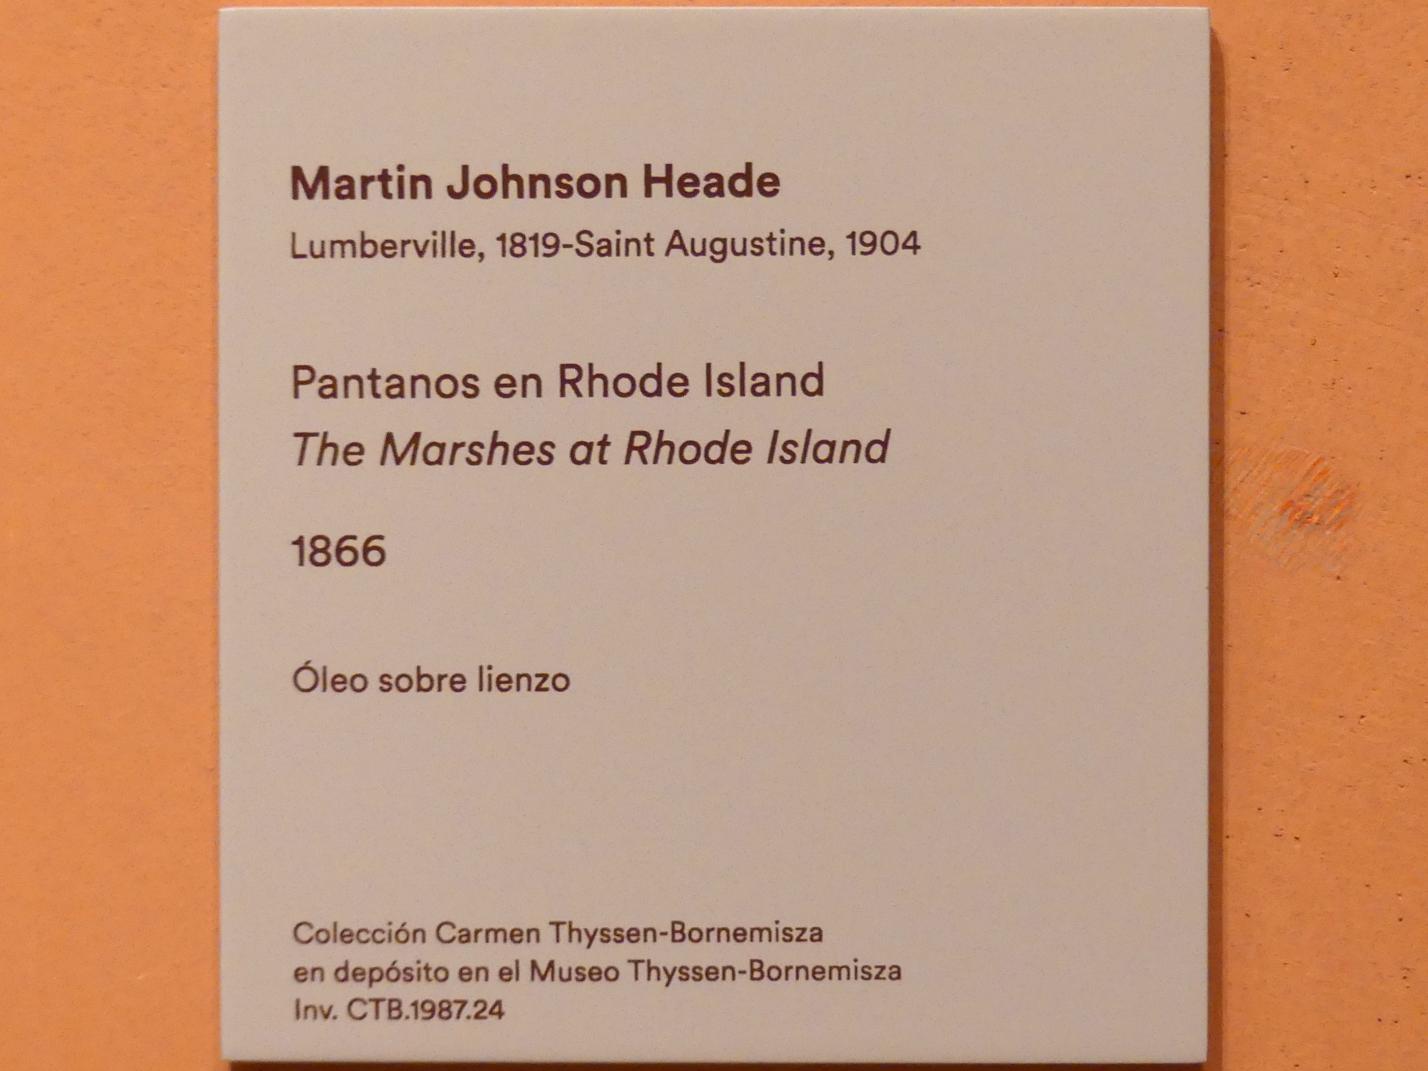 Martin Johnson Heade
Lumberville, 1819-Saint Augustine, 1904
Pantanos en Rhode Island
The Marshes at Rhode Island
1866
Óleo sobre lienzo
Colección Carmen Thyssen-Bornemisza
en depósito en el Museo Thyssen-Bornemisza
Inv. CTB.1987.24